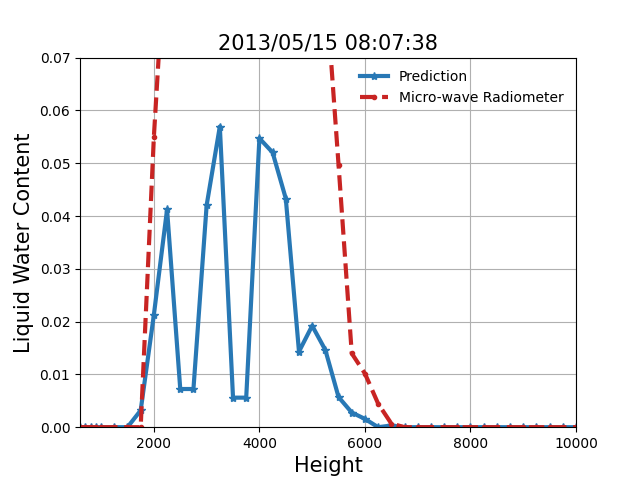 2013/05/15 08:07:38
Liquid Water Content
0.07
0.06
0.05
0.04
0.03
0.02
0.01
0.00
Prediction
Micro-wave Radiometer
2000 4000 6000 8000 10000
Height